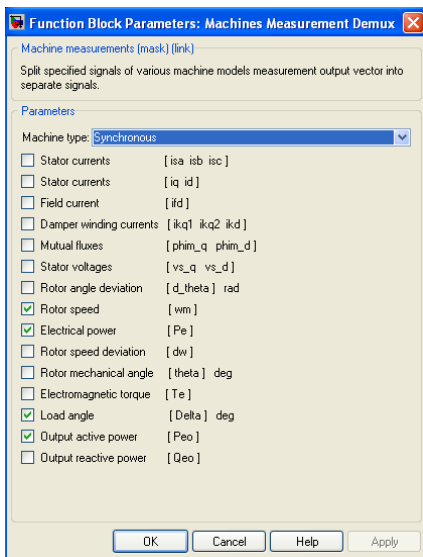 Function Block Parameters: Machines Measurement Demux
Machine measurements (mask) (link)
Split specified signals of various machine models measurement output vector into
separate signals.
Parameters
Machine type: Synchronous
Stator currents [ isa isb isc ]
Stator currents [ iq id ]
Field current [ ifd ]
Damper winding currents [ ikq1 ikq2 ikd ]
Mutual fluxes [ phim_q phim_d ]
Stator voltages [ vs_q vs_d ]
Rotor angle deviation [ d_theta ] rad
Rotor speed [ wm ]
Electrical power [ Pe ]
Rotor speed deviation [ dw ]
Rotor mechanical angle [ theta ] deg
Electromagnetic torque [ Te ]
Load angle [ Delta ] deg
Output active power [ Peo ]
Output reactive power [ Qeo ]
OK Cancel Help Apply